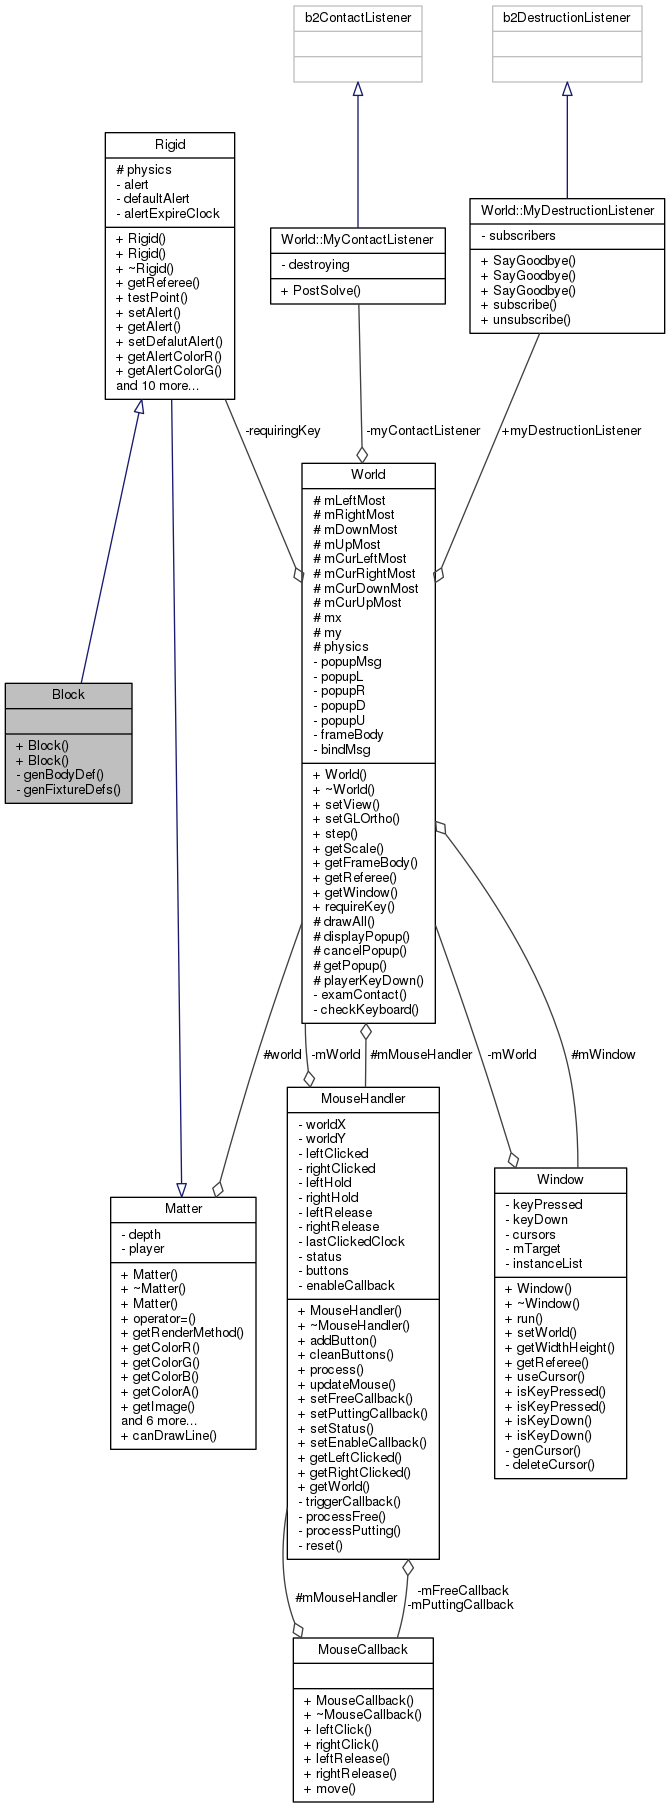 b2ContactListener
b2DestructionListener
Rigid
# physics
- alert
- defaultAlert
- alertExpireClock
+ Rigid()
+ Rigid()
+ ~Rigid()
+ getReferee()
+ testPoint()
+ setAlert()
+ getAlert()
+ setDefalutAlert()
+ getAlertColorR()
+ getAlertColorG()
and 10 more...
World::MyContactListener
- destroying
+ PostSolve()
World::MyDestructionListener
- subscribers
+ SayGoodbye()
+ SayGoodbye()
+ SayGoodbye()
+ subscribe()
+ unsubscribe()
-requiringKey
-myContactListener
+myDestructionListener
World
# mLeftMost
# mRightMost
# mDownMost
# mUpMost
# mCurLeftMost
# mCurRightMost
# mCurDownMost
# mCurUpMost
# mx
# my
# physics
- popupMsg
- popupL
- popupR
- popupD
- popupU
- frameBody
- bindMsg
+ World()
+ ~World()
+ setView()
+ setGLOrtho()
+ step()
+ getScale()
+ getFrameBody()
+ getReferee()
+ getWindow()
+ requireKey()
# drawAll()
# displayPopup()
# cancelPopup()
# getPopup()
# playerKeyDown()
- examContact()
- checkKeyboard()
Block
+ Block()
+ Block()
- genBodyDef()
- genFixtureDefs()
#world
-mWorld
#mMouseHandler
-mWorld
#mWindow
MouseHandler
- worldX
- worldY
- leftClicked
- rightClicked
- leftHold
- rightHold
- leftRelease
- rightRelease
- lastClickedClock
- status
- buttons
- enableCallback
+ MouseHandler()
+ ~MouseHandler()
+ addButton()
+ cleanButtons()
+ process()
+ updateMouse()
+ setFreeCallback()
+ setPuttingCallback()
+ setStatus()
+ setEnableCallback()
+ getLeftClicked()
+ getRightClicked()
+ getWorld()
- triggerCallback()
- processFree()
- processPutting()
- reset()
Window
- keyPressed
- keyDown
- cursors
- mTarget
- instanceList
+ Window()
+ ~Window()
+ run()
+ setWorld()
+ getWidthHeight()
+ getReferee()
+ useCursor()
+ isKeyPressed()
+ isKeyPressed()
+ isKeyDown()
+ isKeyDown()
- genCursor()
- deleteCursor()
Matter
- depth
- player
+ Matter()
+ ~Matter()
+ Matter()
+ operator=()
+ getRenderMethod()
+ getColorR()
+ getColorG()
+ getColorB()
+ getColorA()
+ getImage()
and 6 more...
+ canDrawLine()
#mMouseHandler
-mFreeCallback
-mPuttingCallback
MouseCallback
+ MouseCallback()
+ ~MouseCallback()
+ leftClick()
+ rightClick()
+ leftRelease()
+ rightRelease()
+ move()